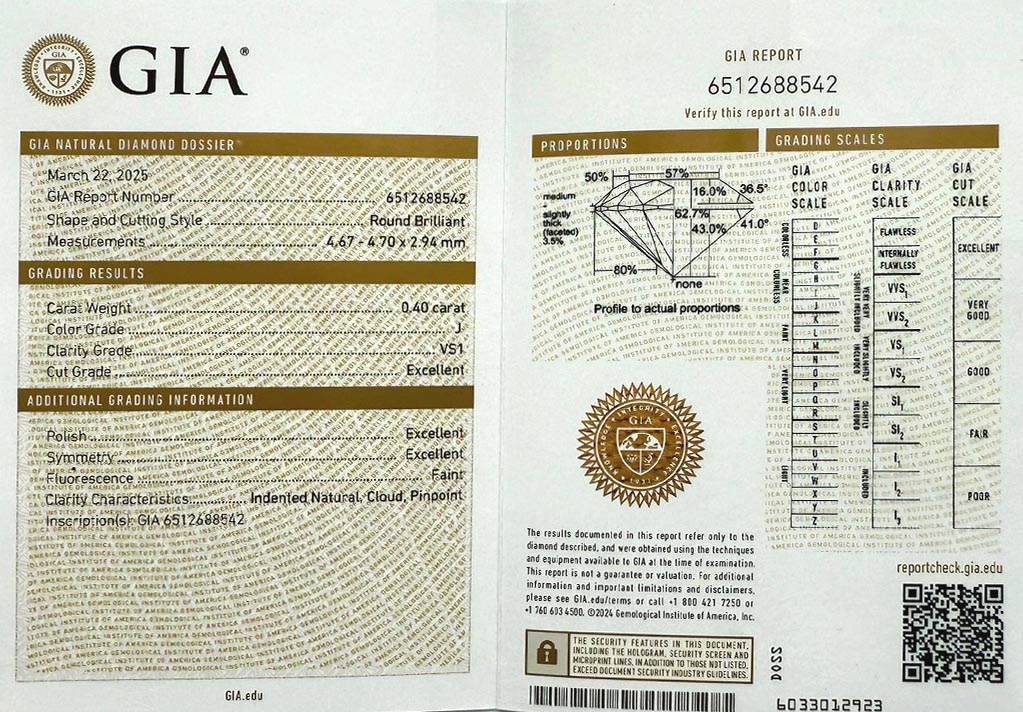 GIA®
GIA NATURAL DIAMOND DOSSIER®
March 22, 2025
GIA Report Number 6512688542
Shape and Cutting Style Round Brilliant
Measurements 4.67 - 4.70 x 2.94 mm
GRADING RESULTS
Carat Weight 0.40 carat
Color Grade J
Clarity Grade VS1
Cut Grade Excellent
ADDITIONAL GRADING INFORMATION
Polish Excellent
Symmetry Excellent
Fluorescence Faint
Clarity Characteristics Indented Natural, Cloud, Pinpoint
Inscription(s): GIA 6512688542
GIA.edu
GIA REPORT
6512688542
Verify this report at GIA.edu
PROPORTIONS
50%
57%
16.0%
36.5°
medium
-
slightly
thick
(faceted)
3.5%
62.7%
43.0%
41.0°
80%
none
Profile to actual proportions
GRADING SCALES
GIA
COLOR
SCALE
COLORLESS
D
E
F
NEAR COLORLESS
G
H
I
J
FAINT
K
L
M
VERY LIGHT
N
O
P
Q
R
LIGHT
S
T
U
V
W
X
Y
Z
GIA
CLARITY
SCALE
FLAWLESS
INTERNALLY
FLAWLESS
VERY VERY
SLIGHTLY INCLUDED
VVS1
VVS2
VERY SLIGHTLY
INCLUDED
VS1
VS2
SLIGHTLY
INCLUDED
SI1
SI2
INCLUDED
I1
I2
I3
GIA
CUT
SCALE
EXCELLENT
VERY
GOOD
GOOD
FAIR
POOR
INTEGRITY
EXCELLENCE
KNOWLEDGE
GIA
1931
The results documented in this report refer only to the
diamond described, and were obtained using the techniques
and equipment available to GIA at the time of examination.
This report is not a guarantee or valuation. For additional
information and important limitations and disclaimers,
please see GIA.edu/terms or call +1 800 421 7250 or
+1 760 603 4500. ©2024 Gemological Institute of America, Inc.
THE SECURITY FEATURES IN THIS DOCUMENT,
INCLUDING THE HOLOGRAM, SECURITY SCREEN AND
MICROPRINT LINES, IN ADDITION TO THOSE NOT LISTED,
EXCEED DOCUMENT SECURITY INDUSTRY GUIDELINES.
reportcheck.gia.edu
6033012923